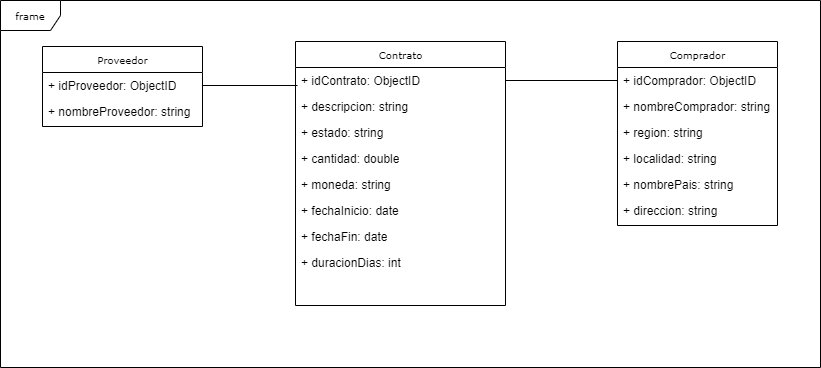 frame
Proveedor
+ idProveedor: ObjectID
+ nombreProveedor: string
Contrato
+ idContrato: ObjectID
+ descripcion: string
+ estado: string
+ cantidad: double
+ moneda: string
+ fechaInicio: date
+ fechaFin: date
+ duracionDias: int
Comprador
+ idComprador: ObjectID
+ nombreComprador: string
+ region: string
+ localidad: string
+ nombrePais: string
+ direccion: string